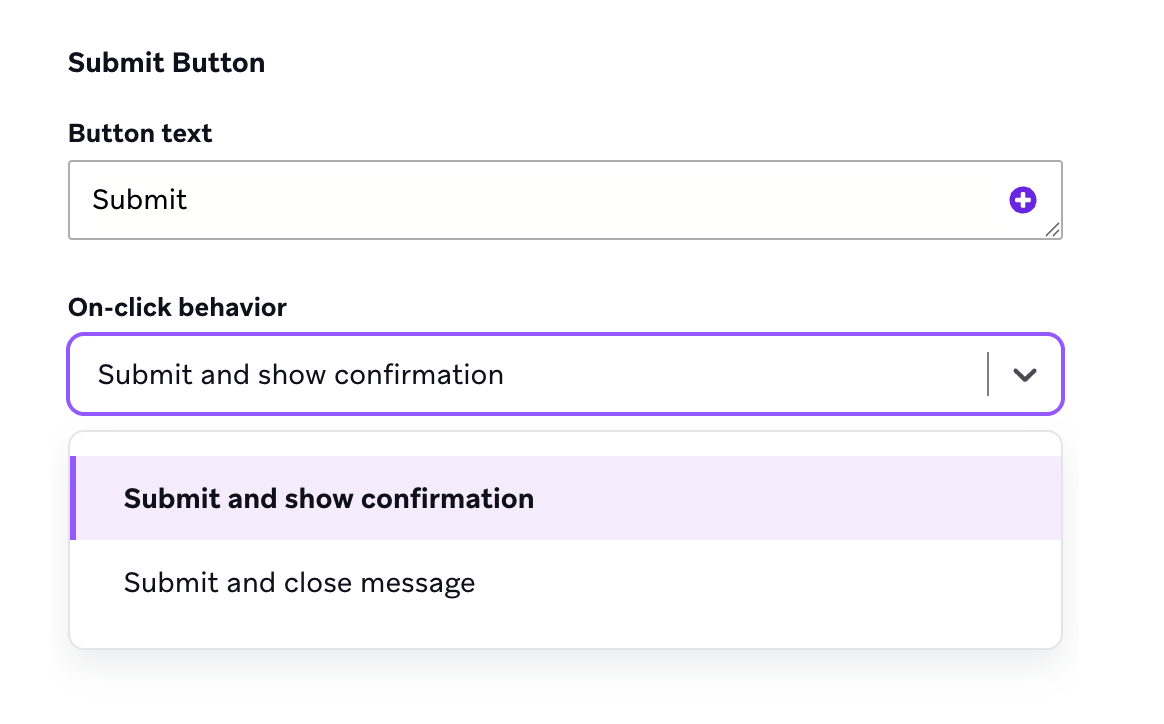 Submit Button
Button text
Submit
On-click behavior
Submit and show confirmation
Submit and show confirmation
Submit and close message